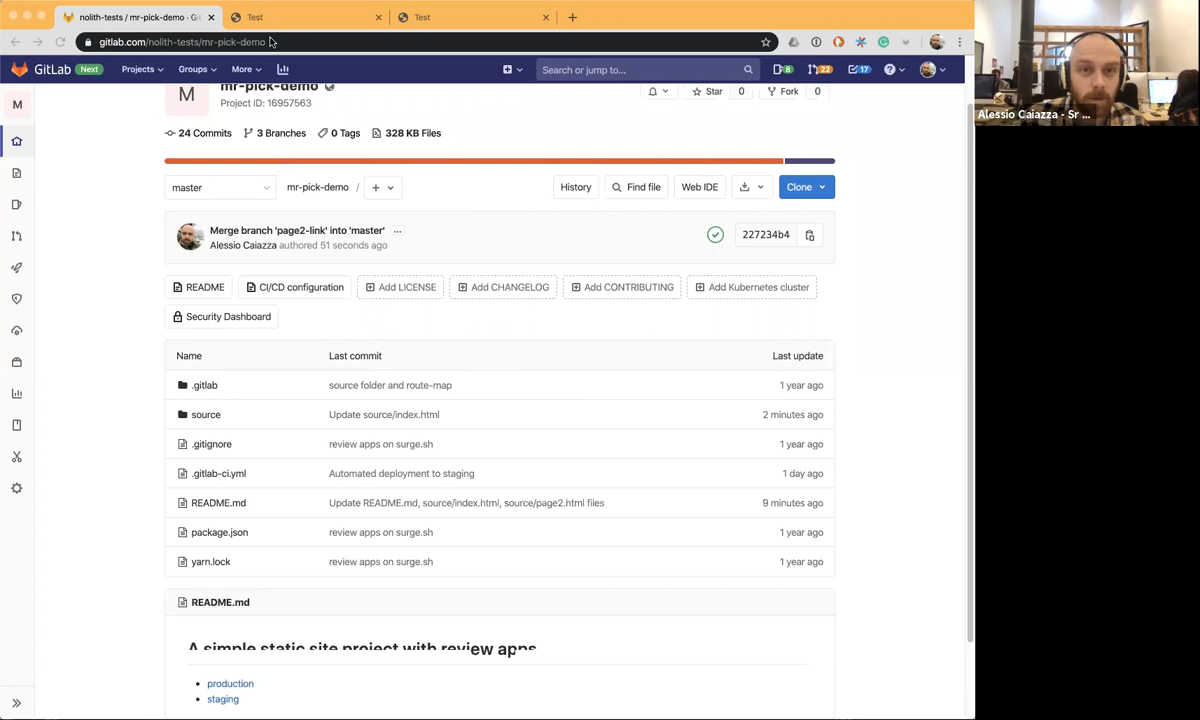 nolith-tests / mr-pick-demo · Gi
Test
Test
gitlab.com/nolith-tests/mr-pick-demo
GitLab Next Projects Groups More Search or jump to... 8 22 17
Alessio Caiazza - Sr ...
M
M
mr-pick-demo
Project ID: 16957563
Star 0 Fork 0
24 Commits 3 Branches 0 Tags 328 KB Files
master mr-pick-demo / History Find file Web IDE Clone
Merge branch 'page2-link' into 'master' ...
Alessio Caiazza authored 51 seconds ago
227234b4
README CI/CD configuration Add LICENSE Add CHANGELOG Add CONTRIBUTING Add Kubernetes cluster
Security Dashboard
Name Last commit Last update
.gitlab source folder and route-map 1 year ago
source Update source/index.html 2 minutes ago
.gitignore review apps on surge.sh 1 year ago
.gitlab-ci.yml Automated deployment to staging 1 day ago
README.md Update README.md, source/index.html, source/page2.html files 9 minutes ago
package.json review apps on surge.sh 1 year ago
yarn.lock review apps on surge.sh 1 year ago
README.md
A simple static site project with review apps
production
staging